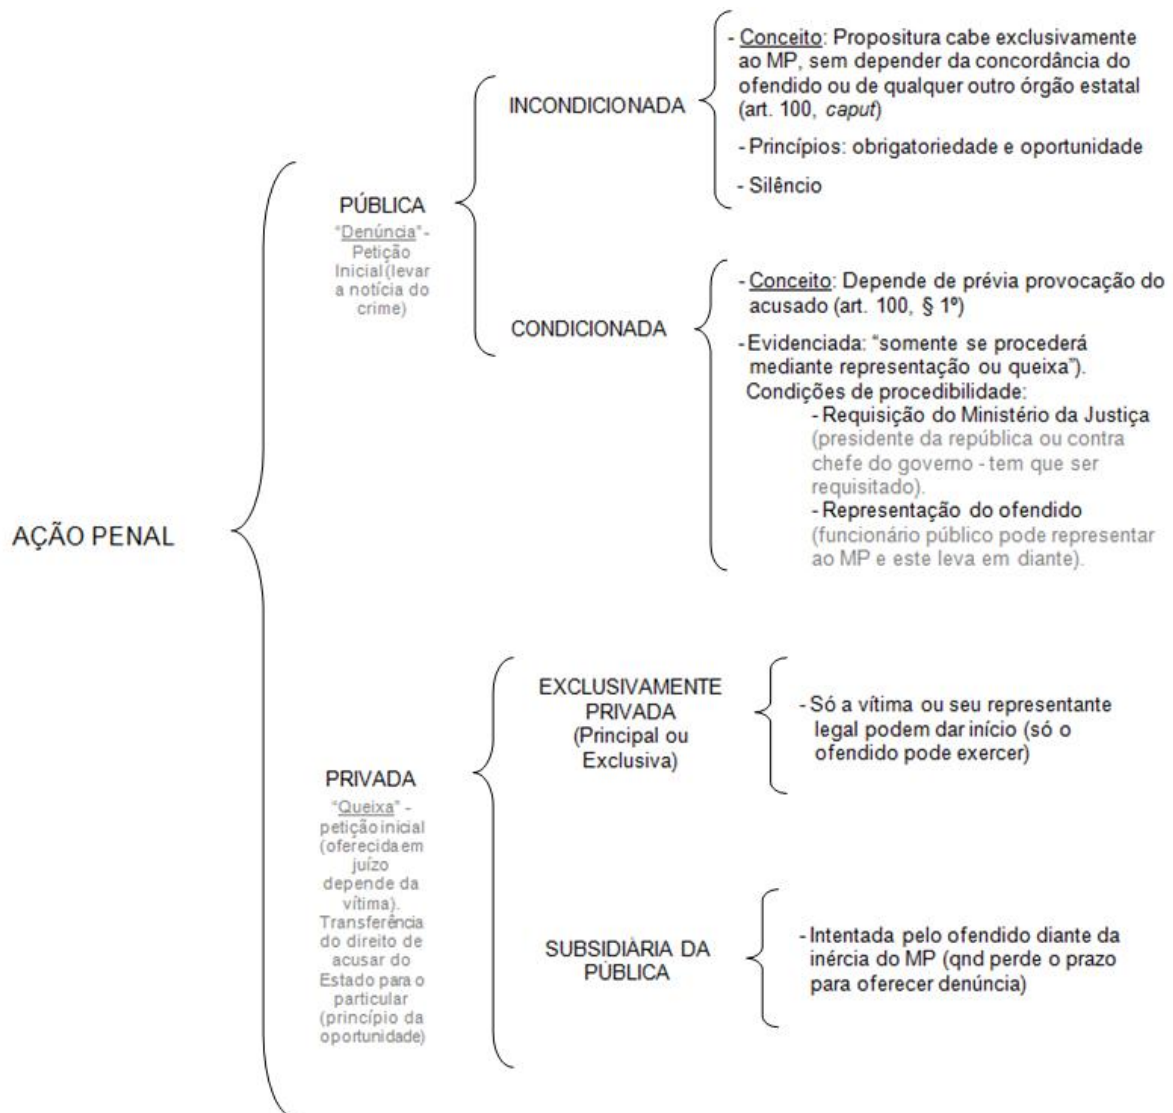 AÇÃO PENAL
PÚBLICA
"Denúncia"-
Petição
Inicial(levar
a notícia do
crime)
INCONDICIONADA
- Conceito: Propositura cabe exclusivamente
ao MP, sem depender da concordância do
ofendido ou de qualquer outro órgão estatal
(art. 100, caput)
- Princípios: obrigatoriedade e oportunidade
- Silêncio
CONDICIONADA
- Conceito: Depende de prévia provocação do
acusado (art. 100, § 1º)
- Evidenciada: “somente se procederá
mediante representação ou queixa”).
Condições de procedibilidade:
- Requisição do Ministério da Justiça
(presidente da república ou contra
chefe do governo - tem que ser
requisitado).
- Representação do ofendido
(funcionário público pode representar
ao MP e este leva em diante).
PRIVADA
"Queixa" -
petição inicial
(oferecida em
juízo
depende da
vítima).
Transferência
do direito de
acusar do
Estado para o
particular
(princípio da
oportunidade)
EXCLUSIVAMENTE
PRIVADA
(Principal ou
Exclusiva)
- Só a vítima ou seu representante
legal podem dar início (só o
ofendido pode exercer)
SUBSIDIÀRIA DA
PÚBLICA
- Intentada pelo ofendido diante da
inércia do MP (qnd perde o prazo
para oferecer denúncia)